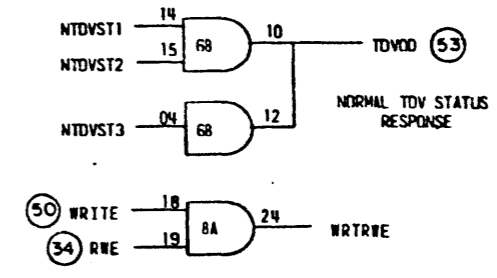 14
NTDVST1
68
10
TDVOD 53
15
NTDVST2
NORMAL TDV STATUS
RESPONSE
04
NTDVST3
68
12
50 WRITE 18
8A
24
WRTRWE
34 RWE 19